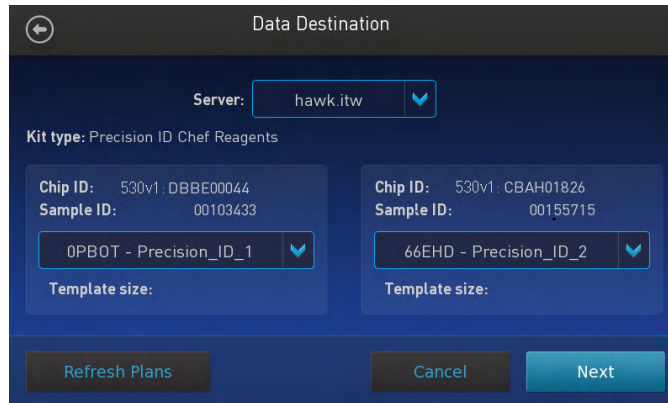 Data Destination
Server: hawk.itw
Kit type: Precision ID Chef Reagents
Chip ID: 530v1:DBBE00044
Sample ID: 00103433
0PBOT - Precision_ID_1
Template size:
Chip ID: 530v1:CBAH01826
Sample ID: 00155715
66EHD - Precision_ID_2
Template size:
Refresh Plans
Cancel
Next